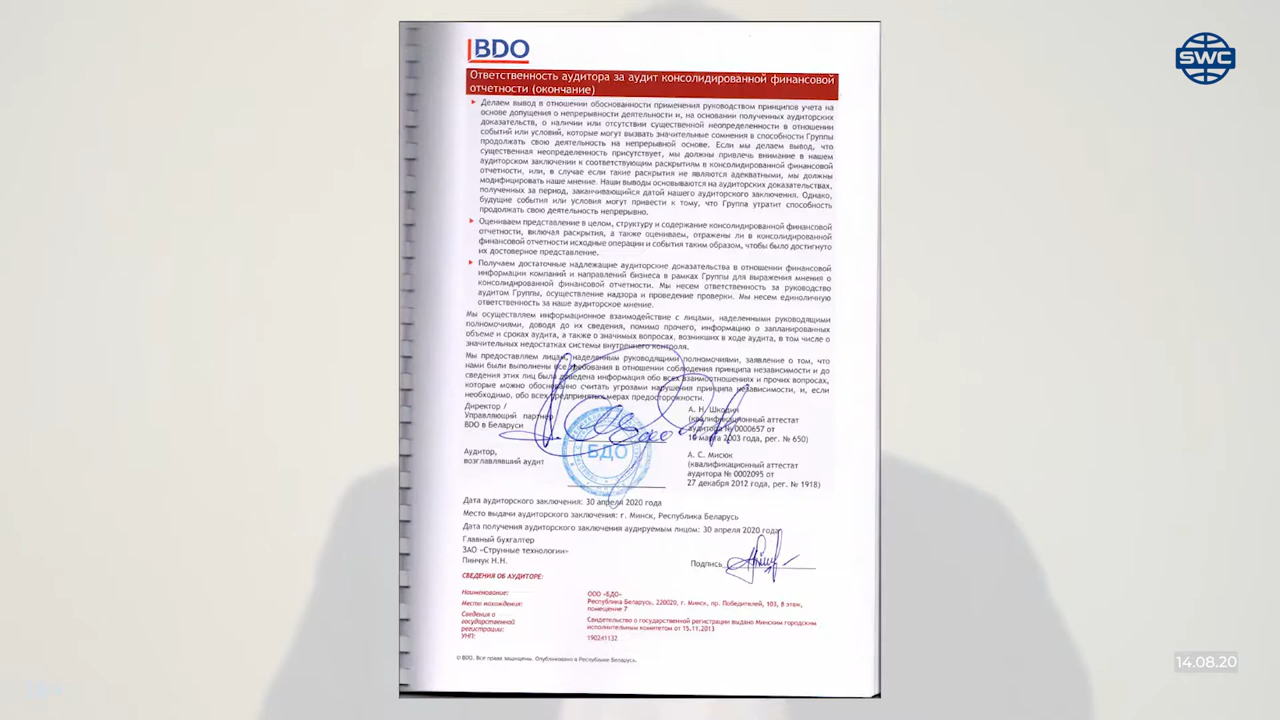 BDO
SWC
Ответственность аудитора за аудит консолидированной финансовой
отчетности (окончание)
Делаем вывод в отношении обоснованности применения руководством принципов учета на
основе допущения о непрерывности деятельности и, на основании полученных аудиторских
доказательств, о наличии или отсутствии существенной неопределенности в отношении
событий или условий, которые могут вызвать значительные сомнения в способности Группы
продолжать свою деятельность на непрерывной основе. Если мы делаем вывод, что
существенная неопределенность присутствует, мы должны привлечь внимание в нашем
аудиторском заключении к соответствующим раскрытиям в консолидированной финансовой
отчетности, или, в случае если такие раскрытия не являются адекватными, мы должны
модифицировать наше мнение. Наши выводы основываются на аудиторских доказательствах,
полученных за период, заканчивающийся датой нашего аудиторского заключения. Однако,
будущие события или условия могут привести к тому, что Группа утратит способность
продолжать свою деятельность непрерывно.
Оцениваем представление в целом, структуру и содержание консолидированной финансовой
отчетности, включая раскрытия, а также оцениваем, отражены ли в консолидированной
финансовой отчетности исходные операции и события таким образом, чтобы было достигнуто
их достоверное представление.
Получаем достаточные надлежащие аудиторские доказательства в отношении финансовой
информации компаний и направлений бизнеса в рамках Группы для выражения мнения о
консолидированной финансовой отчетности. Мы несем ответственность за руководство
аудитом Группы, осуществление надзора и проведение проверки. Мы несем единоличную
ответственность за наше аудиторское мнение.
Мы осуществляем информационное взаимодействие с лицами, наделенными руководящими
полномочиями, доводя до их сведения, помимо прочего, информацию о запланированных
объеме и сроках аудита, а также о значимых вопросах, возникших в ходе аудита, в том числе о
значительных недостатках системы внутреннего контроля.
Мы предоставляем лицам, наделенным руководящими полномочиями, заявление о том, что
нами были выполнены все требования в отношении соблюдения принципа независимости и до
сведения этих лиц была доведена информация обо всех взаимоотношениях и прочих вопросах,
которые можно обоснованно считать угрозами нарушения принципа независимости, и, если
необходимо, обо всех предпринятых мерах предосторожности.
Директор /
Управляющий партнер
BDO в Беларуси
А. Н. Шкодин
(квалификационный аттестат
аудитора № 0000657 от
10 марта 2003 года, рег. № 650)
Аудитор,
возглавлявший аудит
БДО
А. С. Мисюк
(квалификационный аттестат
аудитора № 0002095 от
27 декабря 2012 года, рег. № 1918)
Дата аудиторского заключения: 30 апреля 2020 года
Место выдачи аудиторского заключения: г. Минск, Республика Беларусь
Дата получения аудиторского заключения аудируемым лицом: 30 апреля 2020 года
Главный бухгалтер
ЗАО «Струнные технологии»
Пинчук Н.Н.
Подпись
СВЕДЕНИЯ ОБ АУДИТОРЕ:
Наименование: ООО «БДО»
Место нахождения: Республика Беларусь, 220020, г. Минск, пр. Победителей, 103, 8 этаж,
помещение 7
Сведения о
государственной
регистрации:
Свидетельство о государственной регистрации выдано Минским городским
исполнительным комитетом от 15.11.2013
УНП: 190241132
© BDO. Все права защищены. Опубликовано в Республике Беларусь.
14.08.20